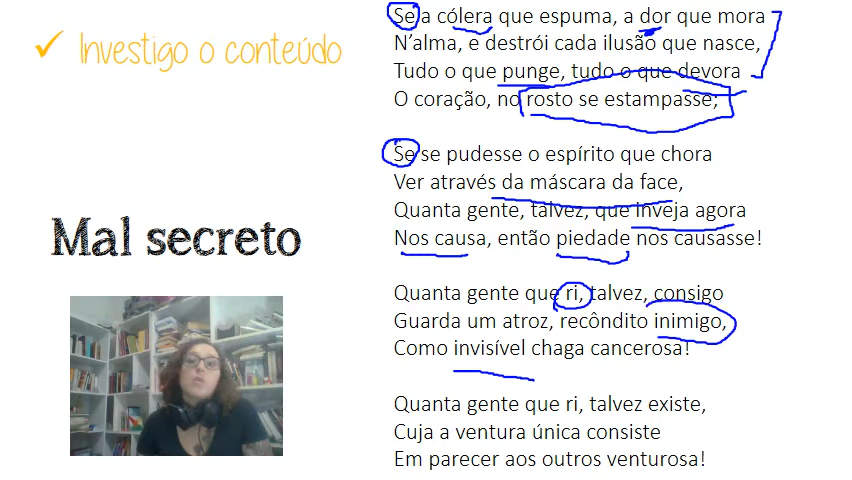 ✓ Investigo o conteúdo
Mal secreto
Se a cólera que espuma, a dor que mora
N’alma, e destrói cada ilusão que nasce,
Tudo o que punge, tudo o que devora
O coração, no rosto se estampasse;
Se se pudesse o espírito que chora
Ver através da máscara da face,
Quanta gente, talvez, que inveja agora
Nos causa, então piedade nos causasse!
Quanta gente que ri, talvez, consigo
Guarda um atroz, recôndito inimigo,
Como invisível chaga cancerosa!
Quanta gente que ri, talvez existe,
Cuja a ventura única consiste
Em parecer aos outros venturosa!